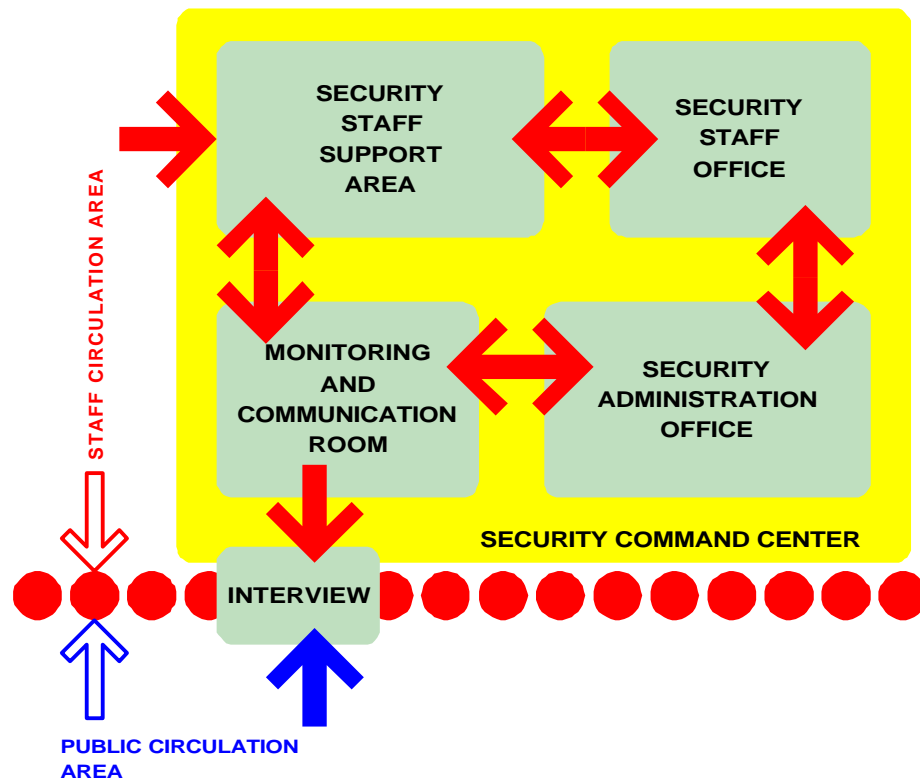 SECURITY
STAFF
SUPPORT
AREA
SECURITY
STAFF
OFFICE
STAFF CIRCULATION AREA
MONITORING
AND
COMMUNICATION
ROOM
SECURITY
ADMINISTRATION
OFFICE
SECURITY COMMAND CENTER
INTERVIEW
PUBLIC CIRCULATION
AREA